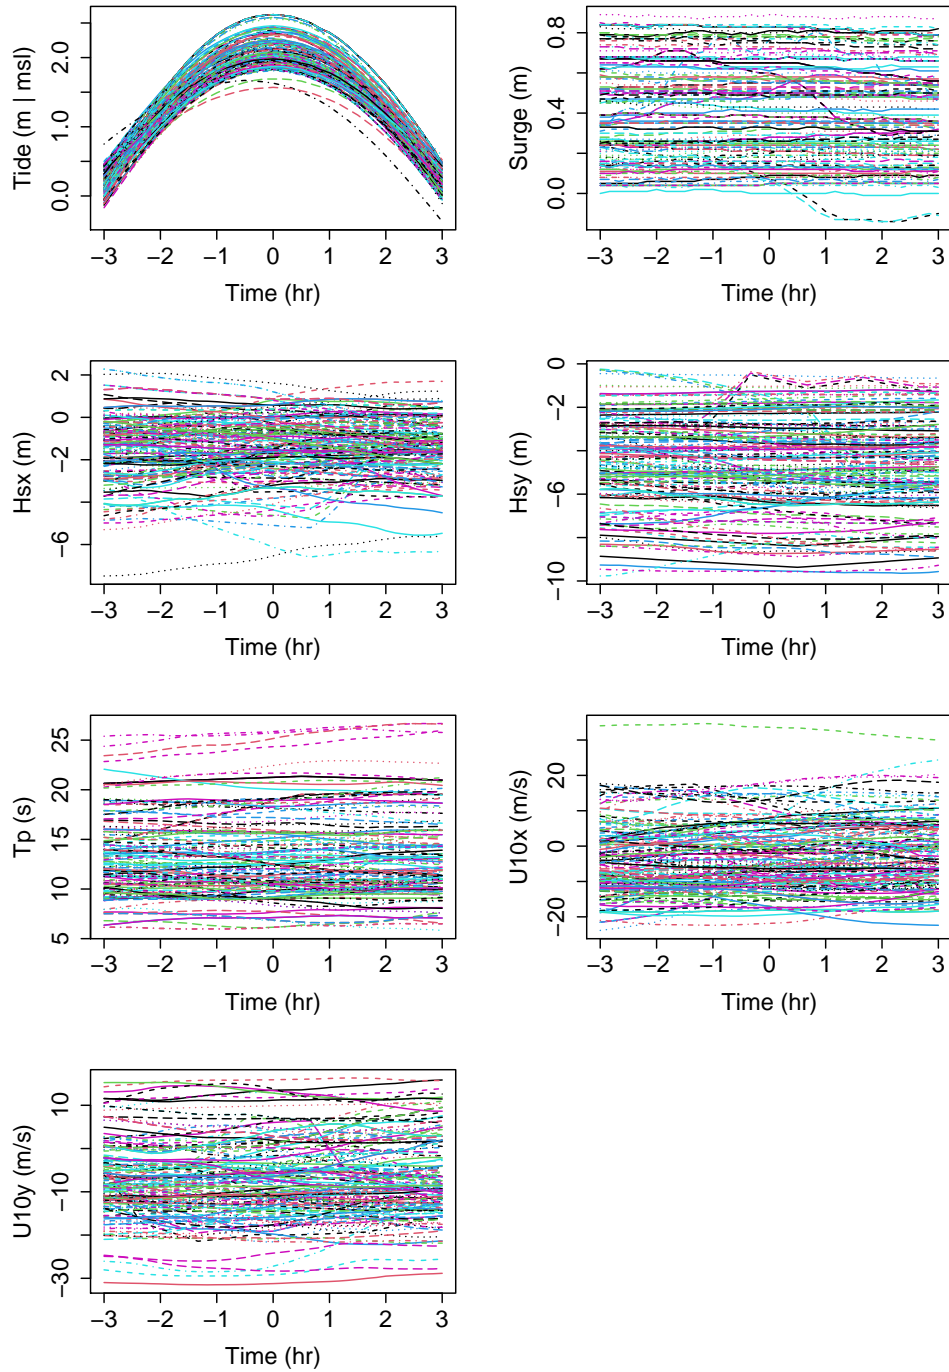 Tide (m | msl)
0.0 1.0 2.0
−3 −2 −1 0 1 2 3
Time (hr)
Surge (m)
0.0 0.4 0.8
−3 −2 −1 0 1 2 3
Time (hr)
Hsx (m)
−6 −2 0 2
−3 −2 −1 0 1 2 3
Time (hr)
Hsy (m)
−10 −6 −2 0
−3 −2 −1 0 1 2 3
Time (hr)
Tp (s)
5 10 15 20 25
−3 −2 −1 0 1 2 3
Time (hr)
U10x (m/s)
−20 0 20
−3 −2 −1 0 1 2 3
Time (hr)
U10y (m/s)
−30 −10 10
−3 −2 −1 0 1 2 3
Time (hr)